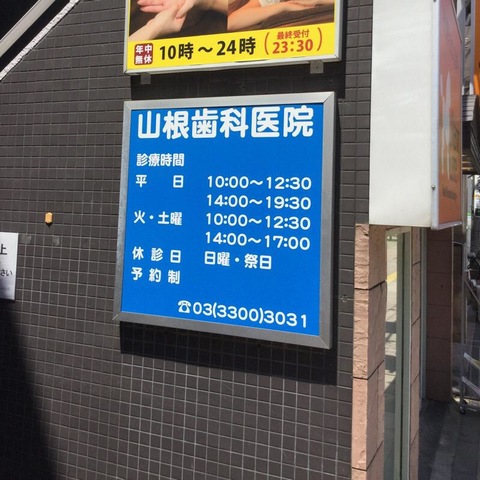 年中
無休
10時～24時
(最終受付
23:30)
山根歯科医院
診療時間
平 日 10:00～12:30
14:00～19:30
火・土曜 10:00～12:30
14:00～17:00
休診日 日曜・祭日
予約制
☎03(3300)3031
上
さい